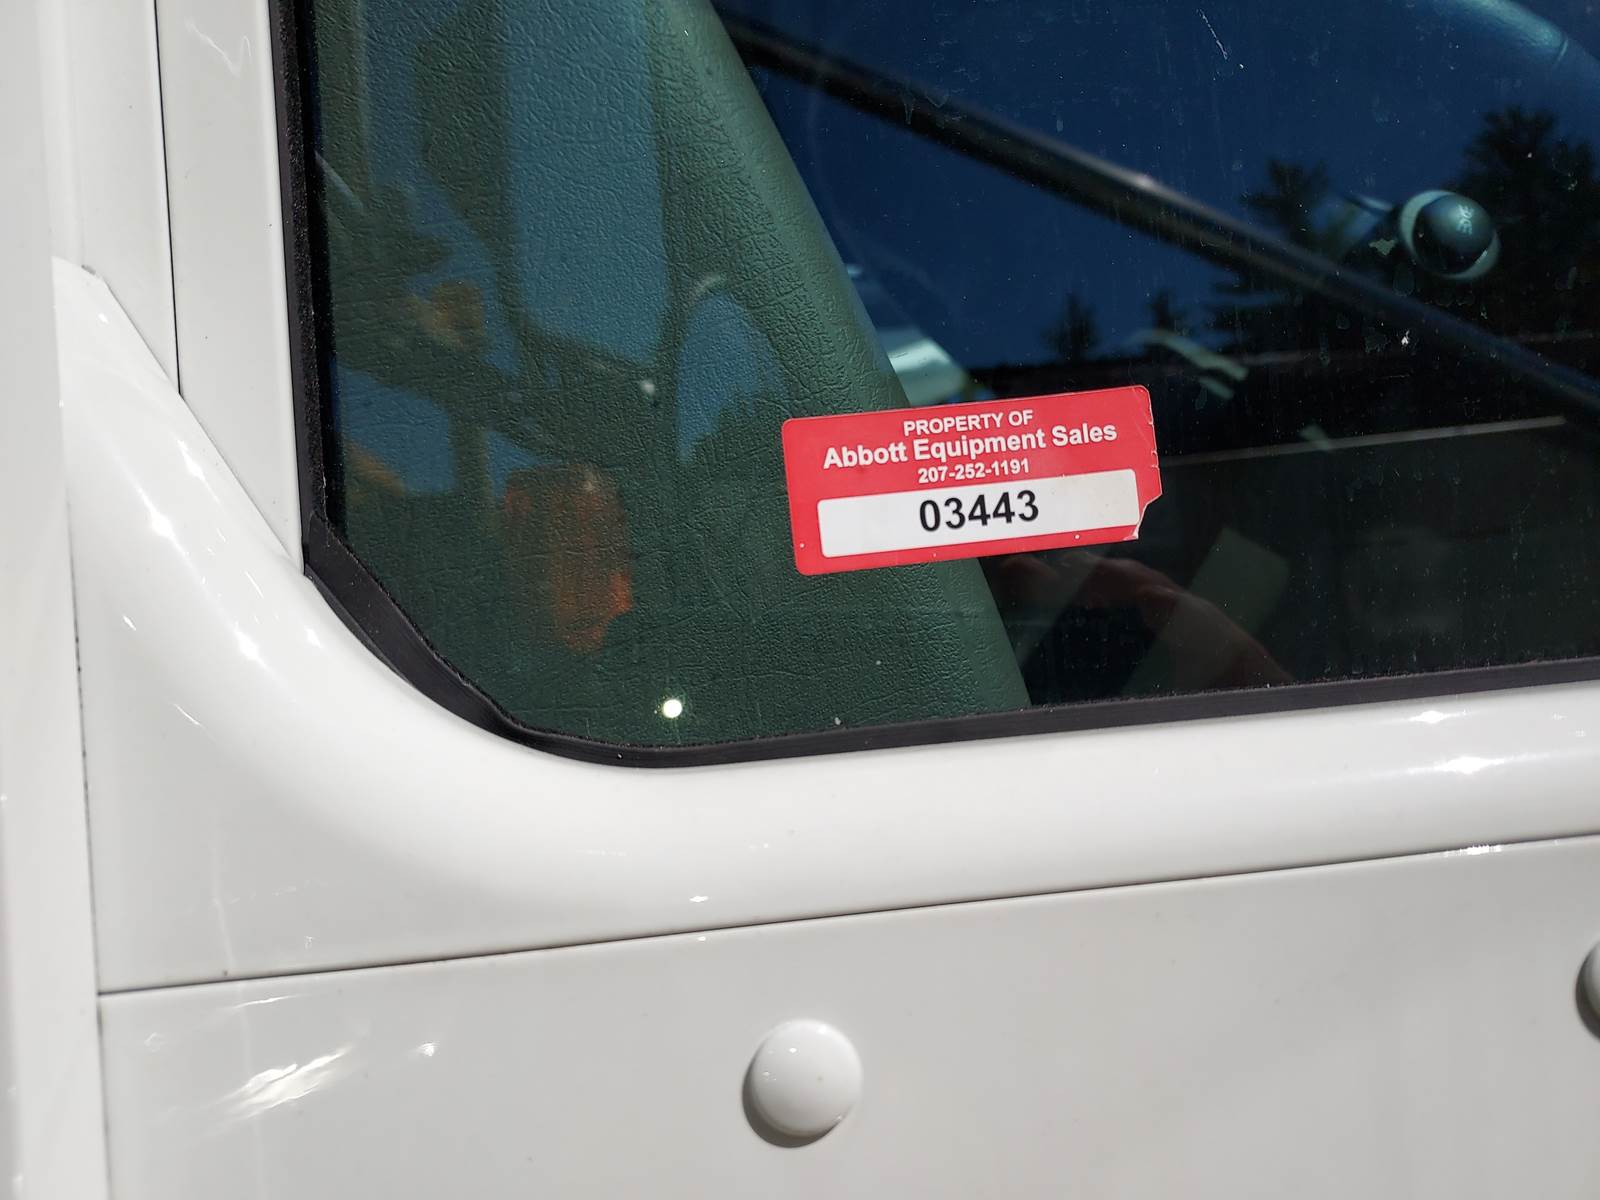 PROPERTY OF
Abbott Equipment Sales
207-252-1191
03443